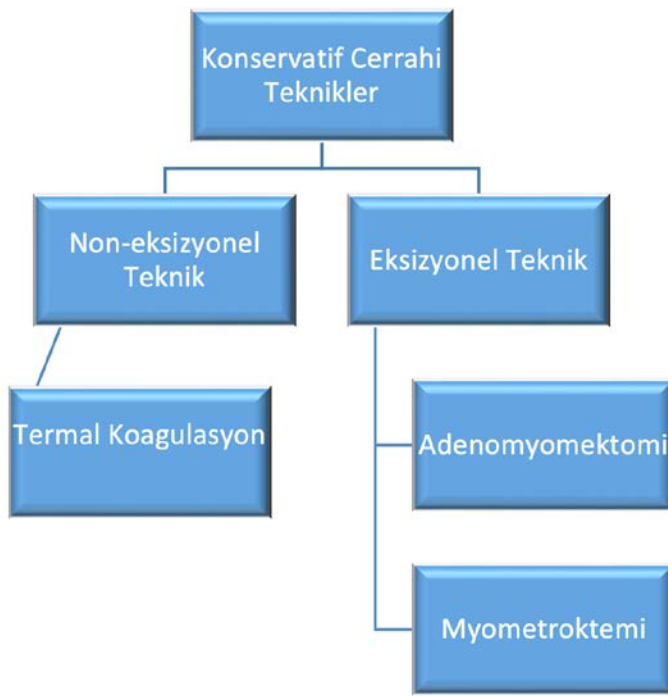 Konservatif Cerrahi
Teknikler
Non-eksizyonel
Teknik
Eksizyonel Teknik
Termal Koagulasyon
Adenomyomektomi
Myometroktemi